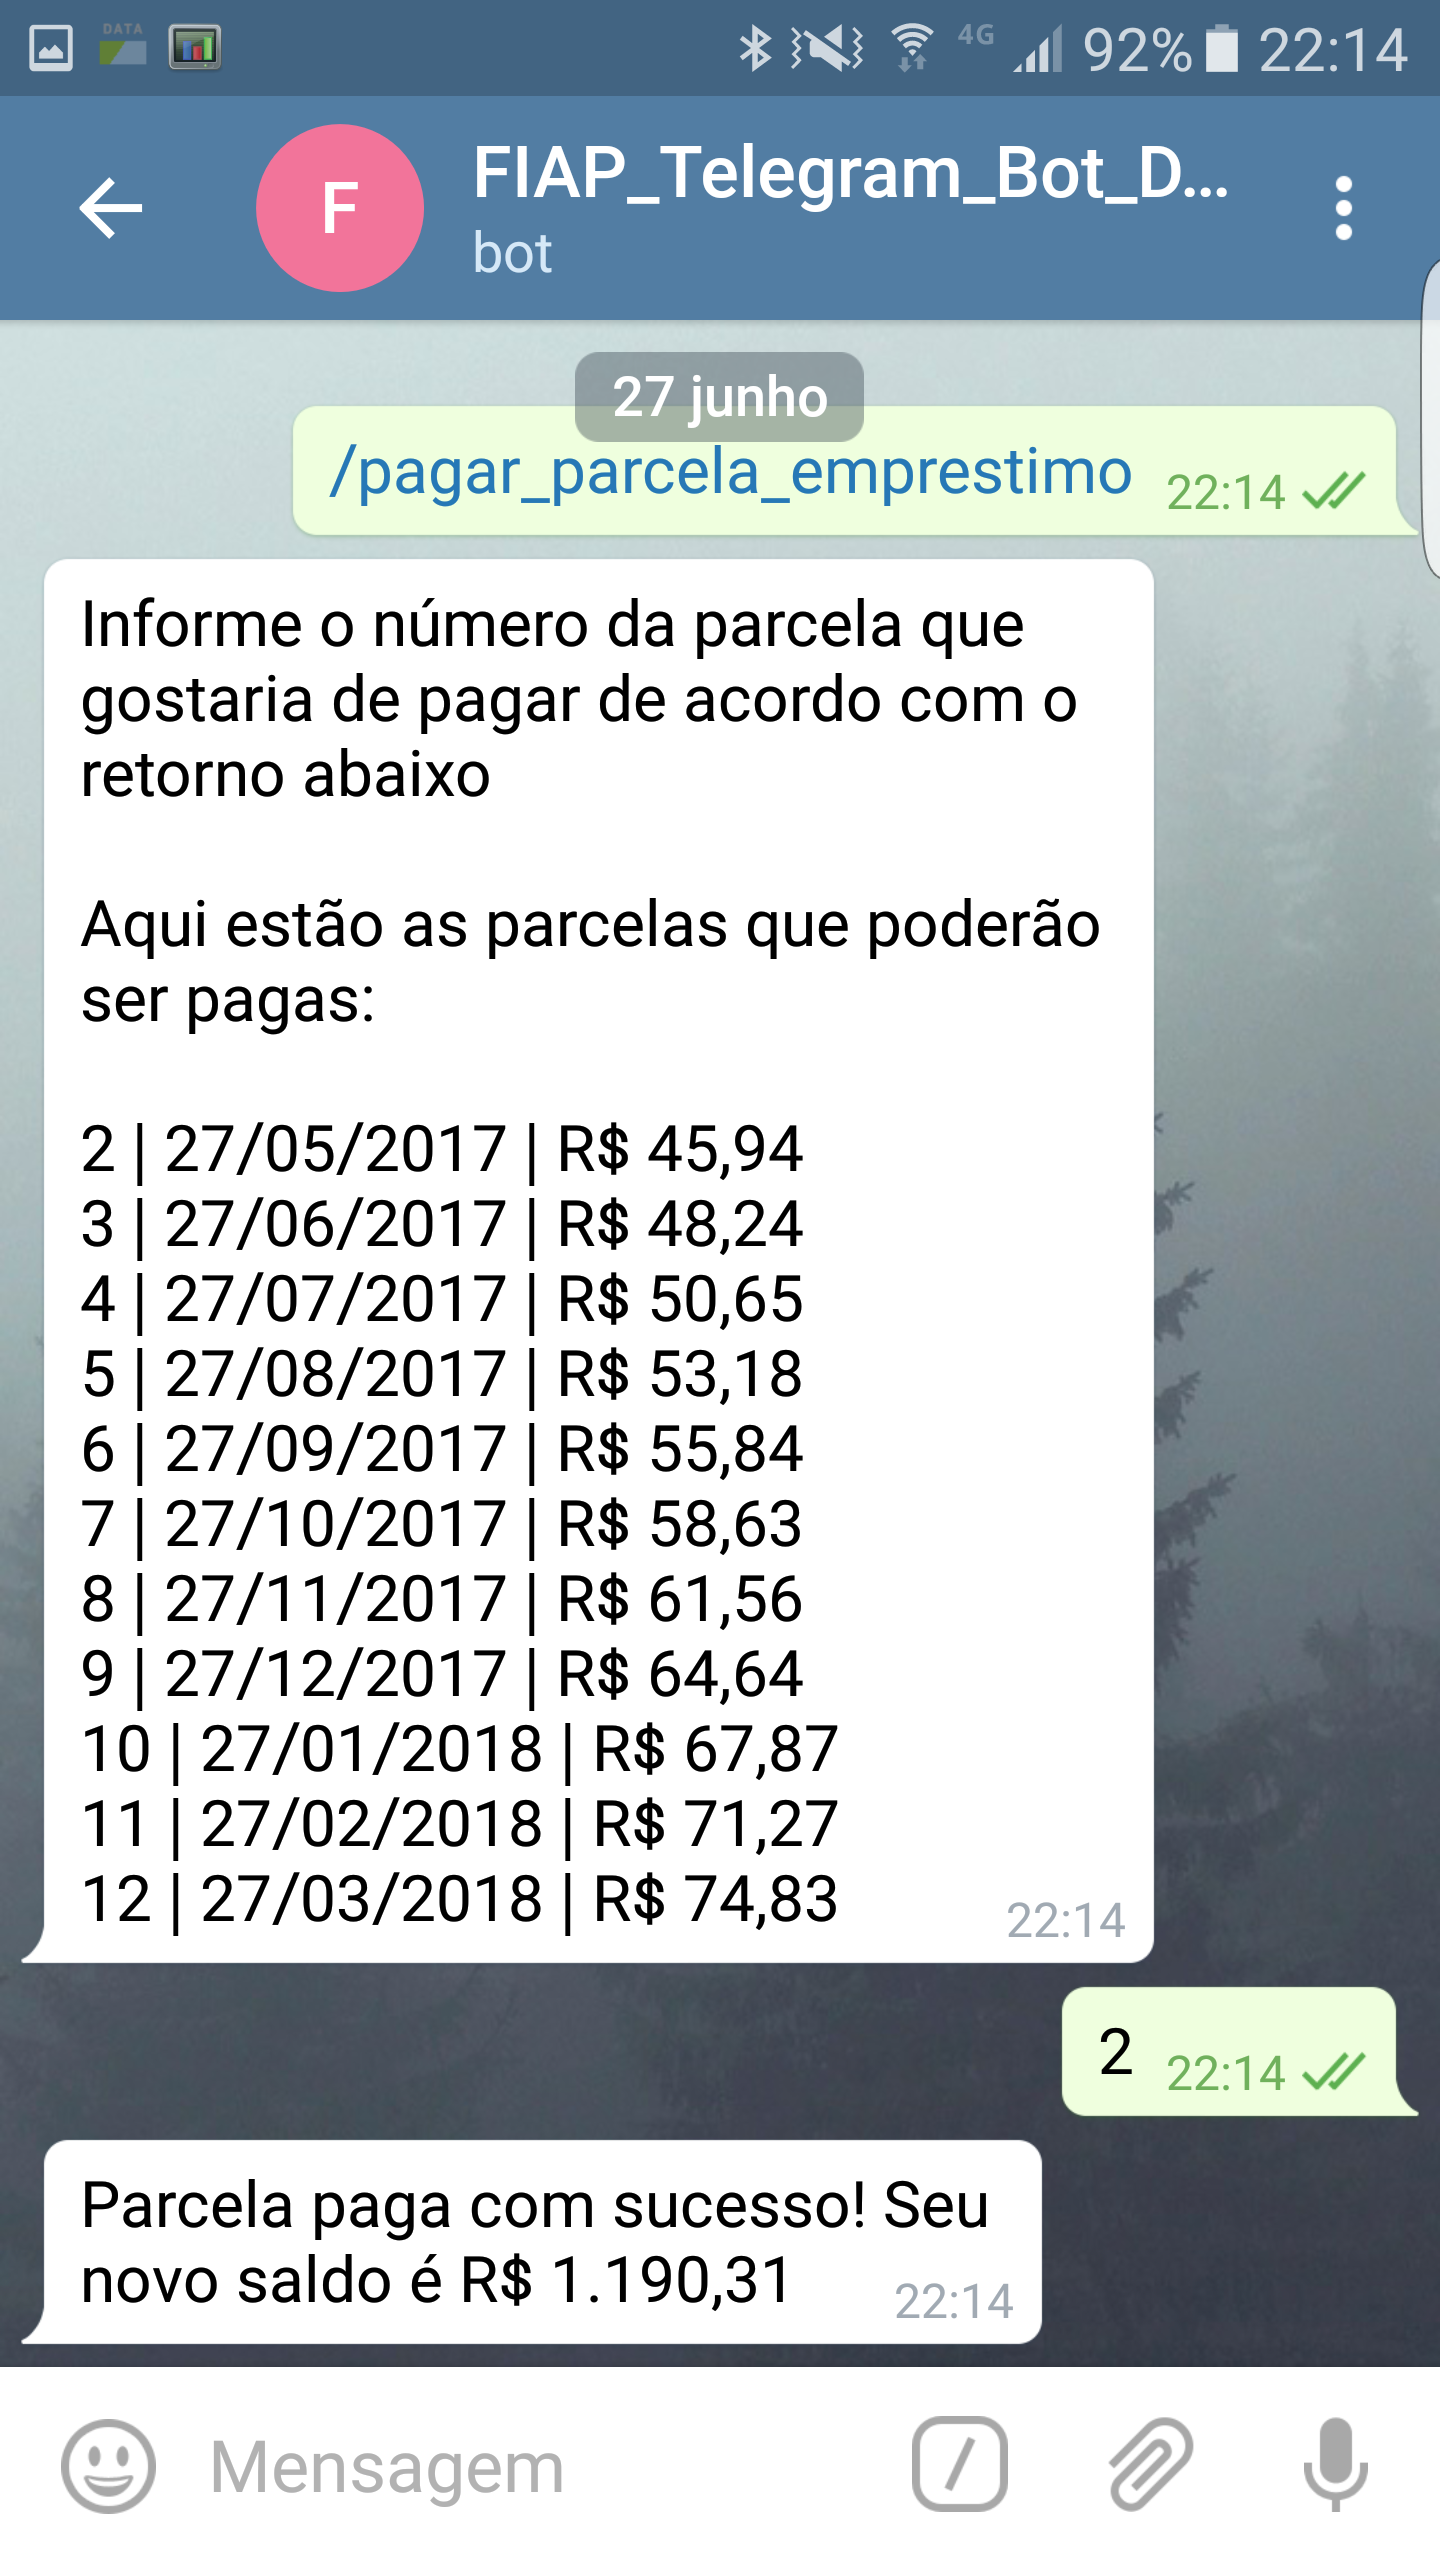 DATA
4G 92% 22:14
F
FIAP_Telegram_Bot_D...
bot
27 junho
/pagar_parcela_emprestimo 22:14
Informe o número da parcela que
gostaria de pagar de acordo com o
retorno abaixo
Aqui estão as parcelas que poderão
ser pagas:
2 | 27/05/2017 | R$ 45,94
3 | 27/06/2017 | R$ 48,24
4 | 27/07/2017 | R$ 50,65
5 | 27/08/2017 | R$ 53,18
6 | 27/09/2017 | R$ 55,84
7 | 27/10/2017 | R$ 58,63
8 | 27/11/2017 | R$ 61,56
9 | 27/12/2017 | R$ 64,64
10 | 27/01/2018 | R$ 67,87
11 | 27/02/2018 | R$ 71,27
12 | 27/03/2018 | R$ 74,83
22:14
2 22:14
Parcela paga com sucesso! Seu
novo saldo é R$ 1.190,31 22:14
Mensagem